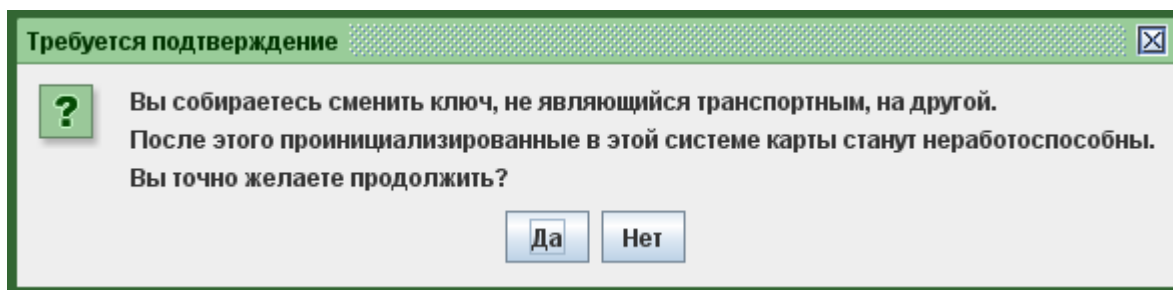 Требуется подтверждение
?
Вы собираетесь сменить ключ, не являющийся транспортным, на другой.
После этого проинициализированные в этой системе карты станут неработоспособны.
Вы точно желаете продолжить?
Да Нет